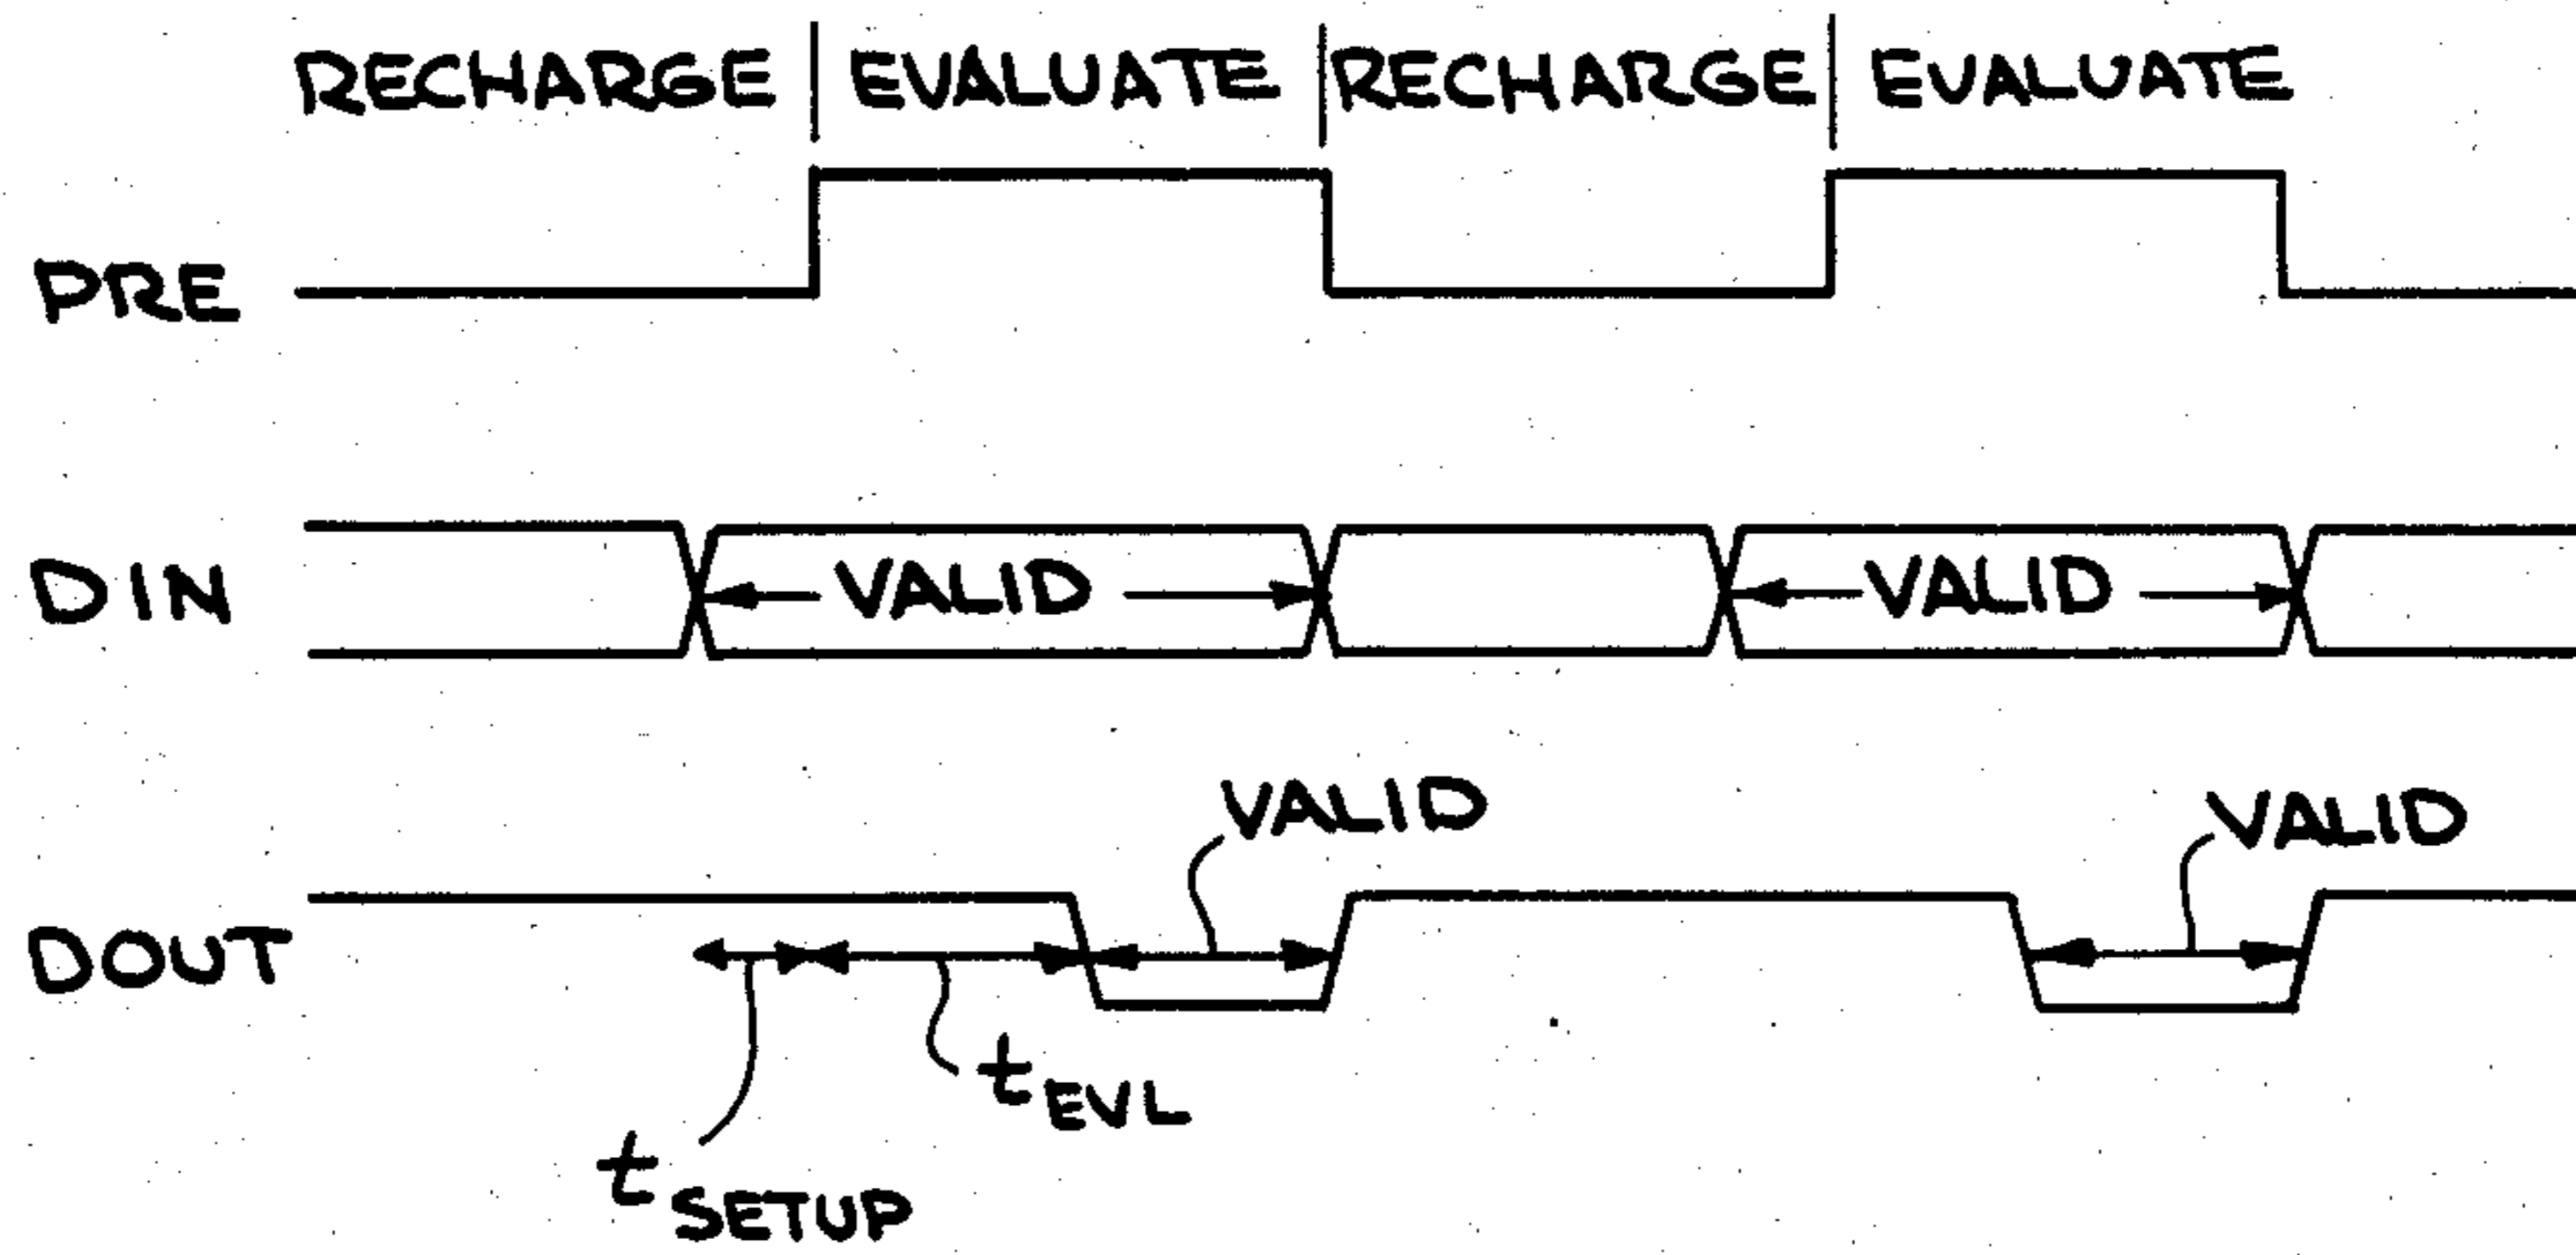 RECHARGE EVALUATE RECHARGE EVALUATE
PRE
DIN VALID VALID
VALID VALID
DOUT
tEVL
tSETUP